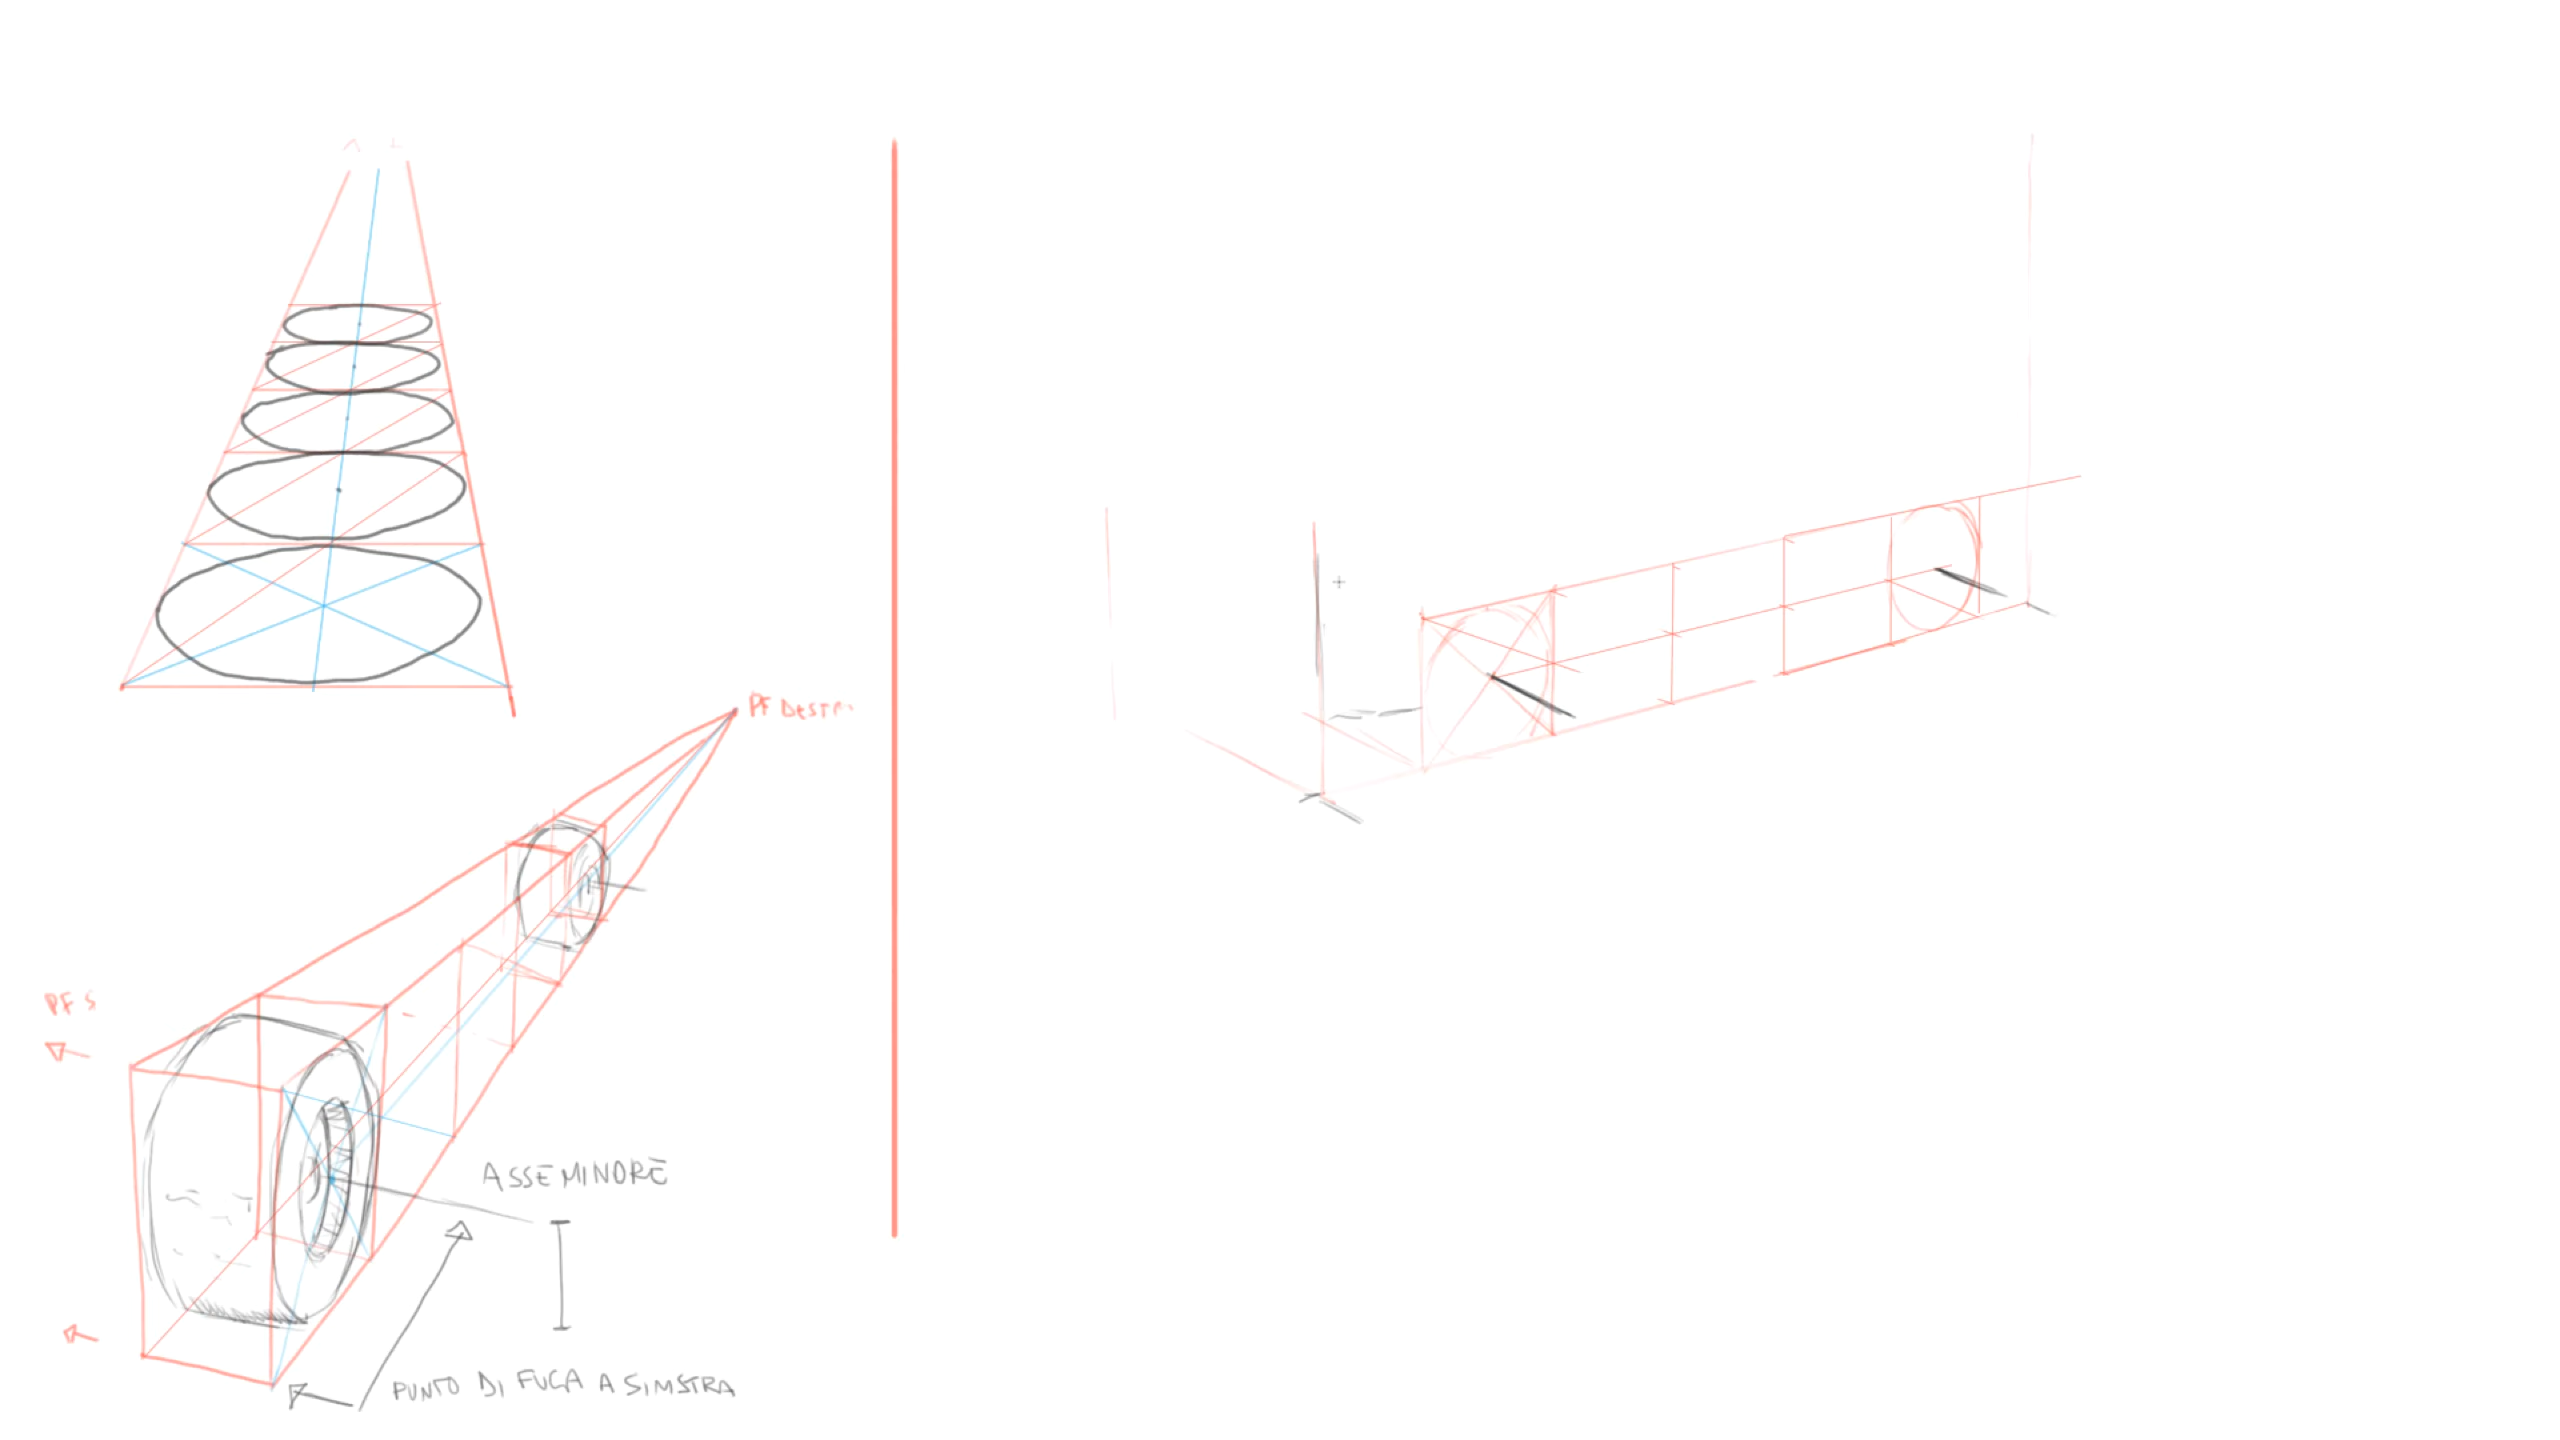 PF DESTR
PF S
ASSE MINORE
PUNTO DI FUGA A SINISTRA